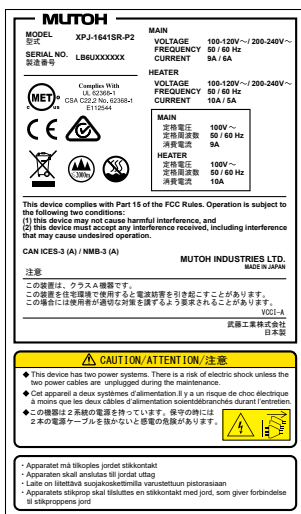 MUTOH
MODEL XPJ-1641SR-P2
型式
SERIAL NO. LB6UXXXXXX
製造番号
MAIN
VOLTAGE 100-120V～/ 200-240V～
FREQUENCY 50 / 60 Hz
CURRENT 9A / 6A
HEATER
VOLTAGE 100-120V～/ 200-240V～
FREQUENCY 50 / 60 Hz
CURRENT 10A / 5A
MET
C US
Complies With
UL 62368-1
CSA C22.2 No. 62368-1
E112544
CE
≤2000m
MAIN
定格電圧 100V～
定格周波数 50 / 60 Hz
消費電流 9A
HEATER
定格電圧 100V～
定格周波数 50 / 60 Hz
消費電流 10A
This device complies with Part 15 of the FCC Rules. Operation is subject to
the following two conditions:
(1) this device may not cause harmful interference, and
(2) this device must accept any interference received, including interference
that may cause undesired operation.
CAN ICES-3 (A) / NMB-3 (A)
MUTOH INDUSTRIES LTD.
MADE IN JAPAN
注意
この装置は、クラスＡ機器です。
この装置を住宅環境で使用すると電波妨害を引き起こすことがあります。
この場合には使用者が適切な対策を講ずるよう要求されることがあります。
VCCI-A
武藤工業株式会社
日本製
CAUTION/ATTENTION/注意
◆ This device has two power systems. There is a risk of electric shock unless the
two power cables are unplugged during the maintenance.
◆ Cet appareil a deux systèmes d'alimentation.Il y a un risque de choc électrique
à moins que les deux câbles d'alimentation soientdébranchés durant l'entretien.
◆この機器は２系統の電源を持っています。保守の時には
２本の電源ケーブルを抜かないと感電の危険があります。
・Apparatet må tilkoples jordet stikkontakt
・Apparaten skall anslutas till jordat uttag
・Laite on liitettävä suojakoskettimilla varustettuun pistorasiaan
・Apparatets stikprop skal tilsluttes en stikkontakt med jord, som giver forbindelse
til stikproppens jord